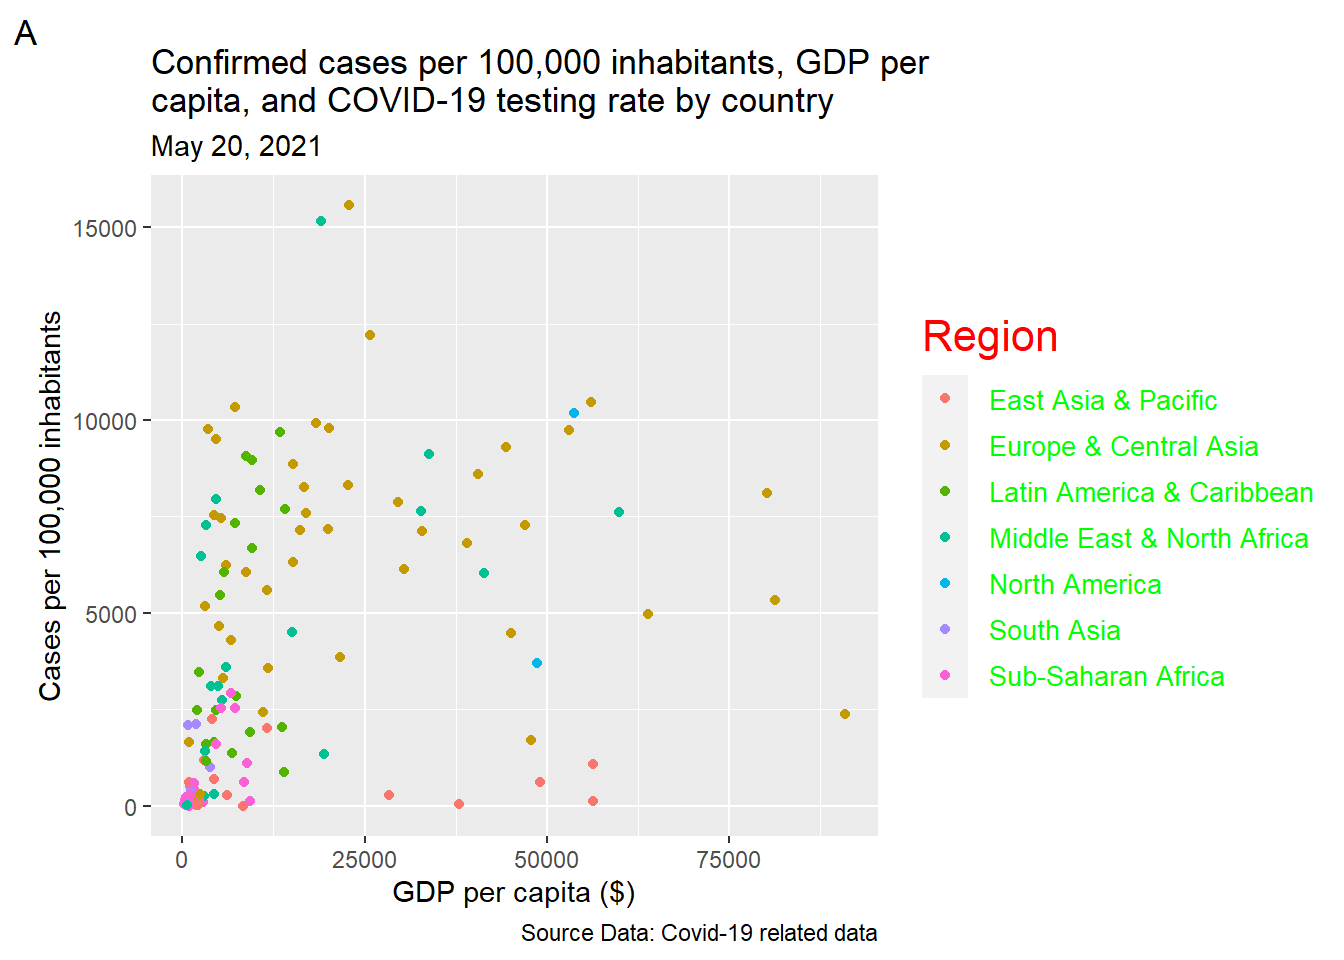 A
Confirmed cases per 100,000 inhabitants, GDP per
capita, and COVID-19 testing rate by country
May 20, 2021
Cases per 100,000 inhabitants
15000
10000
5000
0
0
25000
50000
75000
GDP per capita ($)
Source Data: Covid-19 related data
Region
East Asia & Pacific
Europe & Central Asia
Latin America & Caribbean
Middle East & North Africa
North America
South Asia
Sub-Saharan Africa